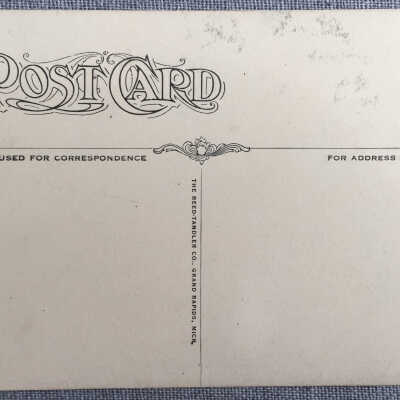 POST CARD
USED FOR CORRESPONDENCE
FOR ADDRESS
THE REED-TANDLER CO., GRAND RAPIDS, MICH.